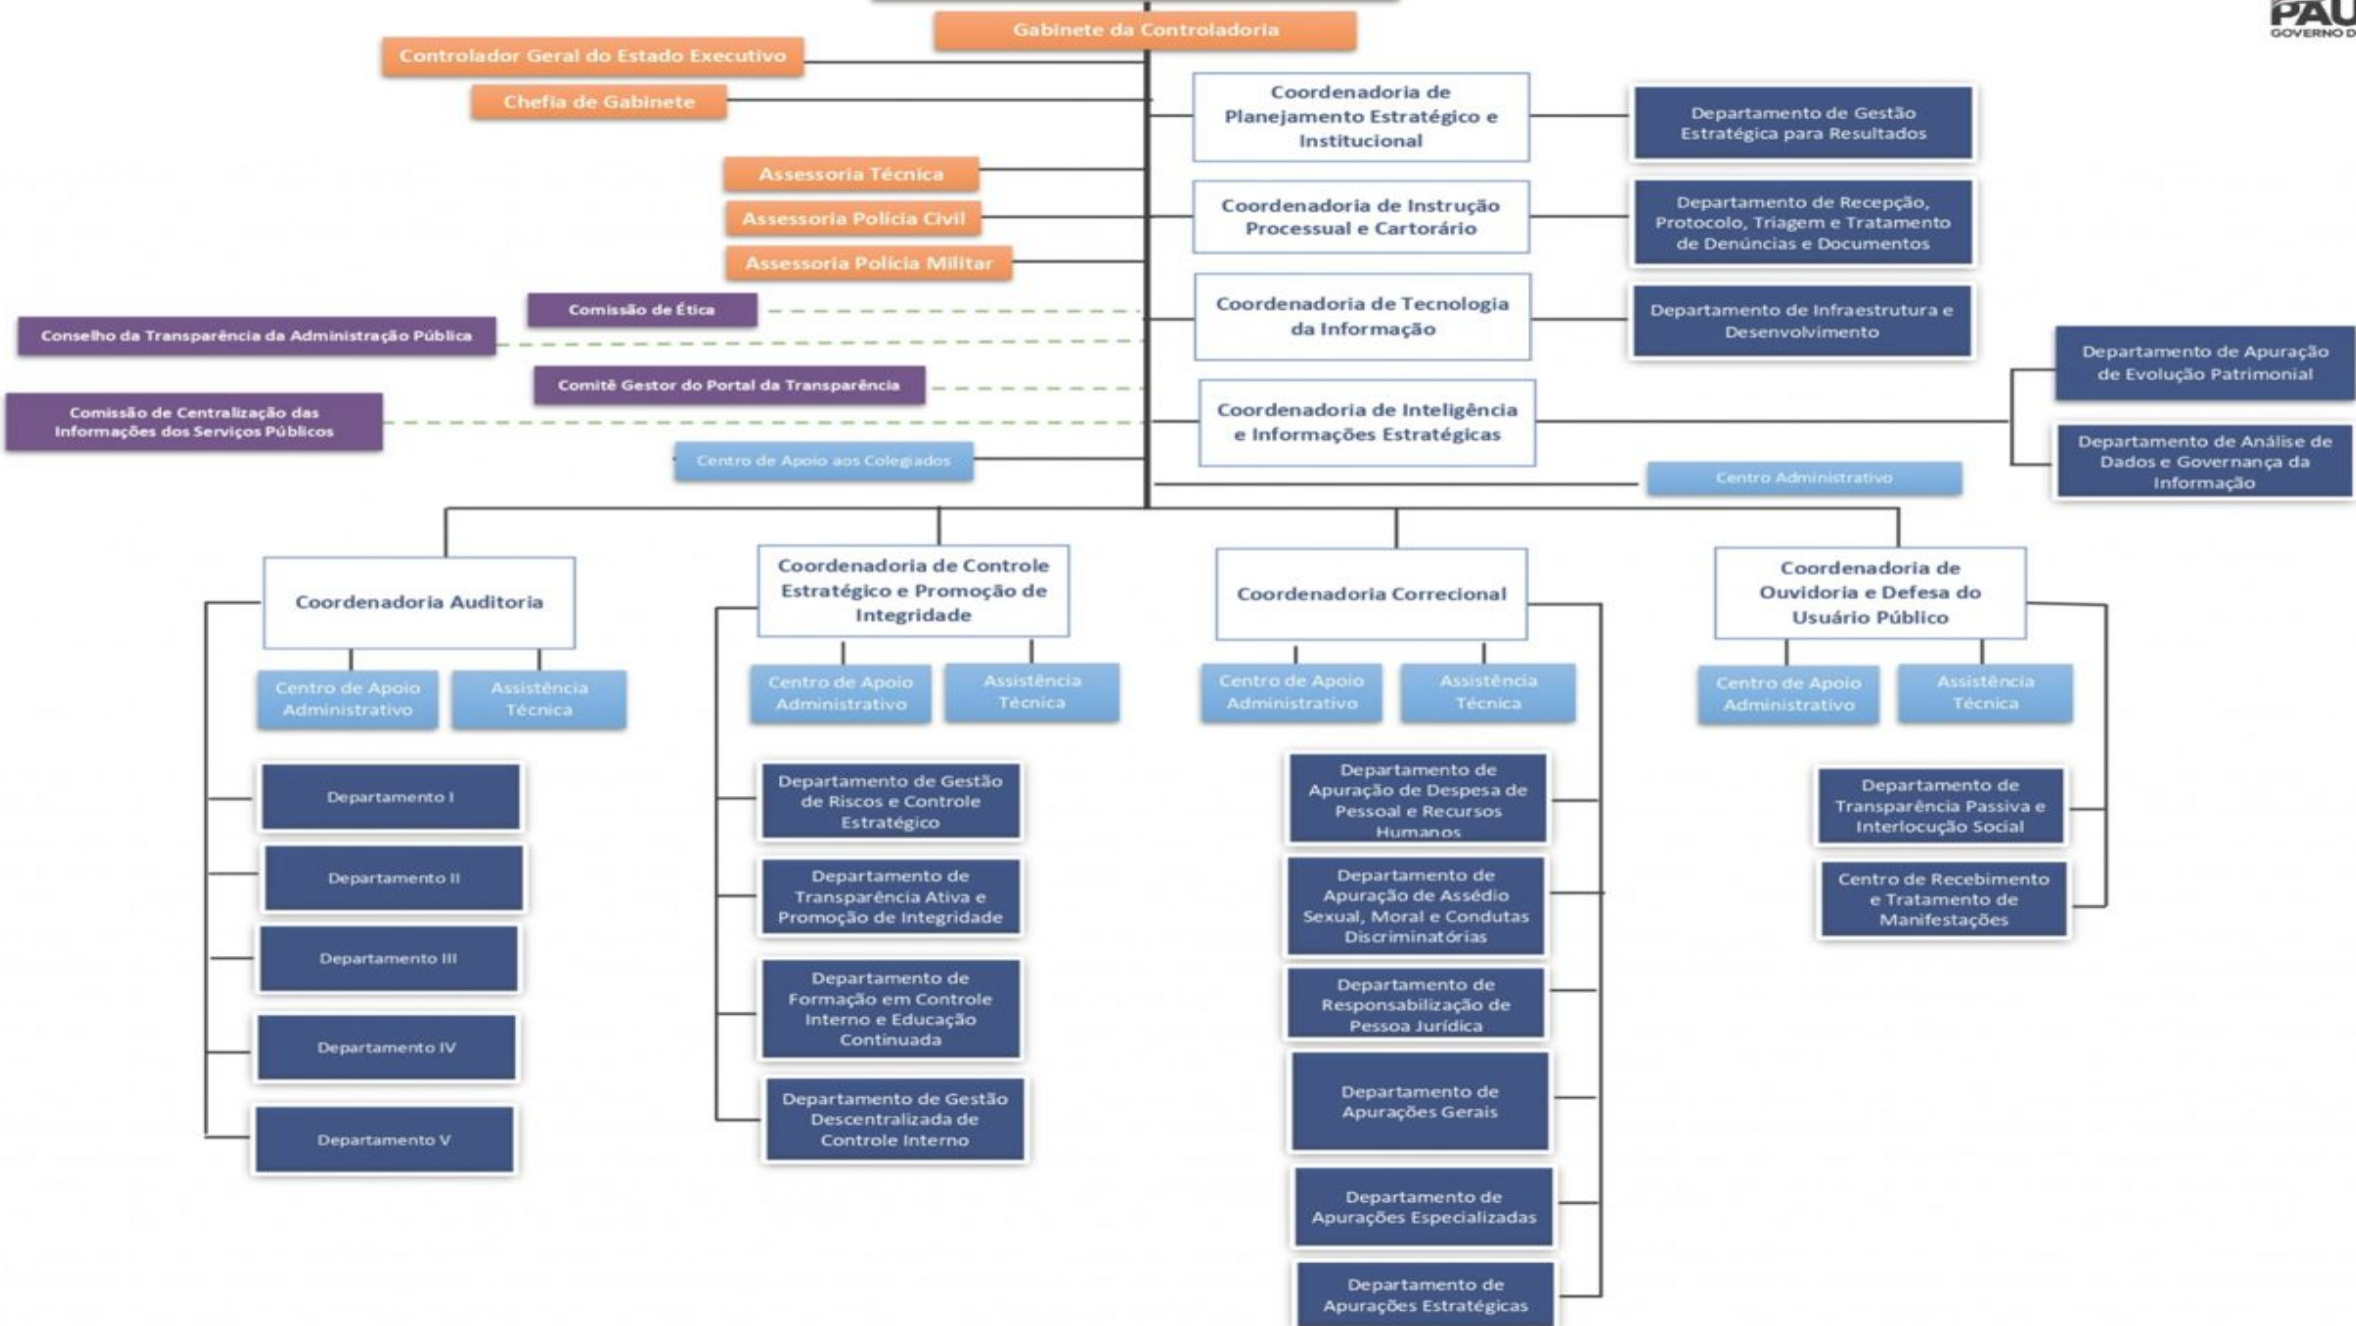 PAU
GOVERNO D
Gabinete da Controladoria
Controlador Geral do Estado Executivo
Chefia de Gabinete
Assessoria Técnica
Assessoria Polícia Civil
Assessoria Polícia Militar
Comissão de Ética
Conselho da Transparência da Administração Pública
Comitê Gestor do Portal da Transparência
Comissão de Centralização das
Informações dos Serviços Públicos
Centro de Apoio aos Colegiados
Coordenadoria de
Planejamento Estratégico e
Institucional
Departamento de Gestão
Estratégica para Resultados
Coordenadoria de Instrução
Processual e Cartorário
Departamento de Recepção,
Protocolo, Triagem e Tratamento
de Denúncias e Documentos
Coordenadoria de Tecnologia
da Informação
Departamento de Infraestrutura e
Desenvolvimento
Coordenadoria de Inteligência
e Informações Estratégicas
Departamento de Apuração
de Evolução Patrimonial
Departamento de Análise de
Dados e Governança da
Informação
Centro Administrativo
Coordenadoria Auditoria
Centro de Apoio
Administrativo
Assistência
Técnica
Departamento I
Departamento II
Departamento III
Departamento IV
Departamento V
Coordenadoria de Controle
Estratégico e Promoção de
Integridade
Centro de Apoio
Administrativo
Assistência
Técnica
Departamento de Gestão
de Riscos e Controle
Estratégico
Departamento de
Transparência Ativa e
Promoção de Integridade
Departamento de
Formação em Controle
Interno e Educação
Continuada
Departamento de Gestão
Descentralizada de
Controle Interno
Coordenadoria Correcional
Centro de Apoio
Administrativo
Assistência
Técnica
Departamento de
Apuração de Despesa de
Pessoal e Recursos
Humanos
Departamento de
Apuração de Assédio
Sexual, Moral e Condutas
Discriminatórias
Departamento de
Responsabilização de
Pessoa Jurídica
Departamento de
Apurações Gerais
Departamento de
Apurações Especializadas
Departamento de
Apurações Estratégicas
Coordenadoria de
Ouvidoria e Defesa do
Usuário Público
Centro de Apoio
Administrativo
Assistência
Técnica
Departamento de
Transparência Passiva e
Interlocução Social
Centro de Recebimento
e Tratamento de
Manifestações